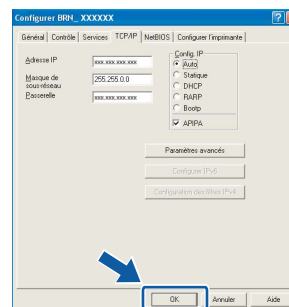 Configurer BRN_ XXXXXX
Général Contrôle Services TCP/IP NetBIOS Configurer l'imprimante
Adresse IP xxx.xxx.xxx.xxx
Masque de sous-réseau 255.255.0.0
Passerelle xxx.xxx.xxx.xxx
Config. IP
Auto
Statique
DHCP
RARP
Bootp
APIPA
Paramètres avancés
Configurer IPv6
Configuration des filtres IPv4
OK Annuler Aide